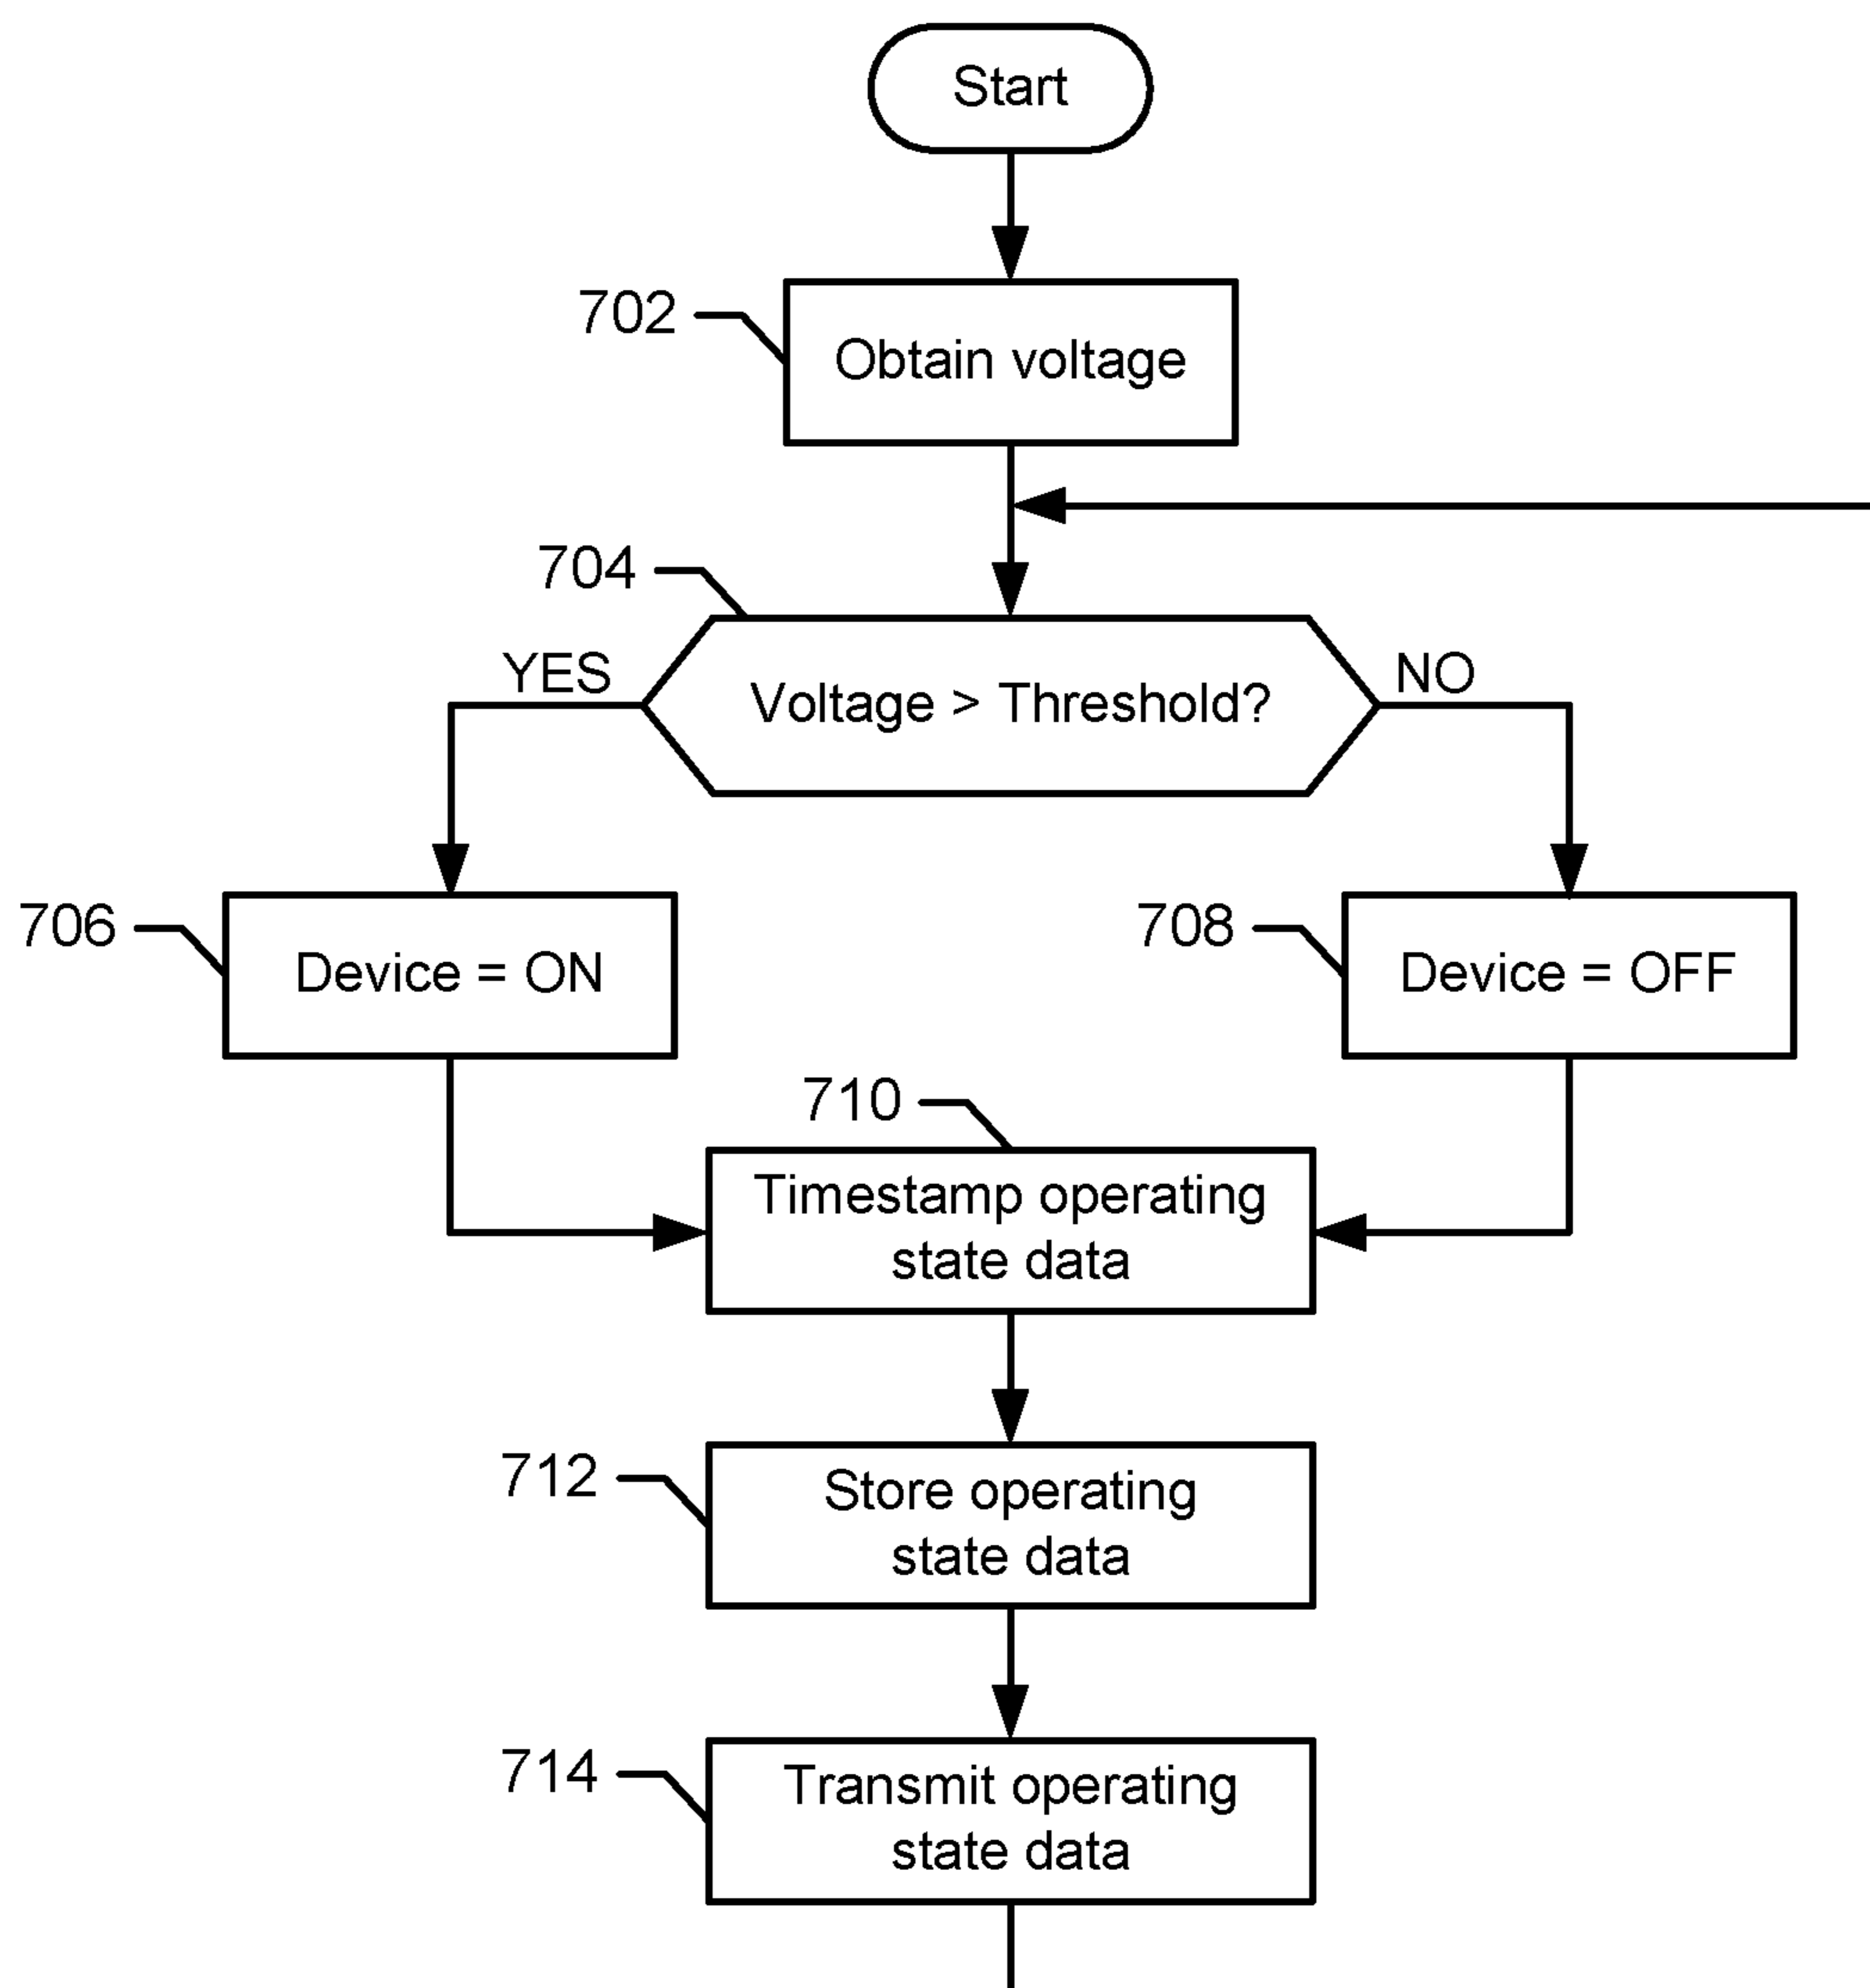 Start
702
Obtain voltage
704
YES
Voltage > Threshold?
NO
706
Device = ON
708
Device = OFF
710
Timestamp operating
state data
712
Store operating
state data
714
Transmit operating
state data